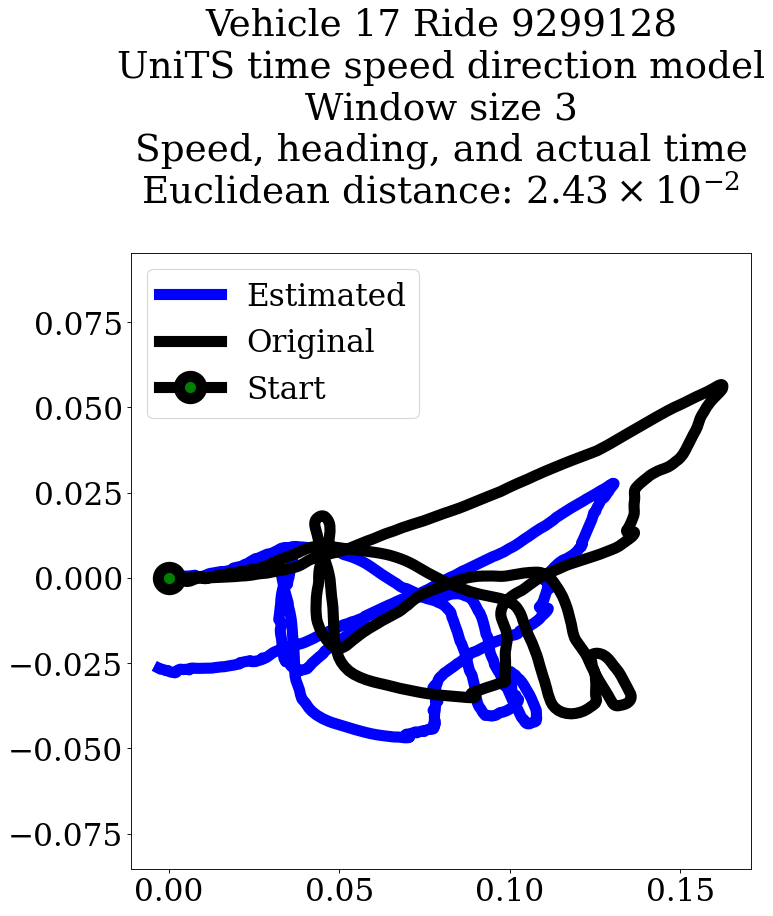 Vehicle 17 Ride 9299128
UniTS time speed direction model
Window size 3
Speed, heading, and actual time
Euclidean distance: 2.43 × 10⁻²
Estimated
Original
Start
0.075
0.050
0.025
0.000
−0.025
−0.050
−0.075
0.00 0.05 0.10 0.15